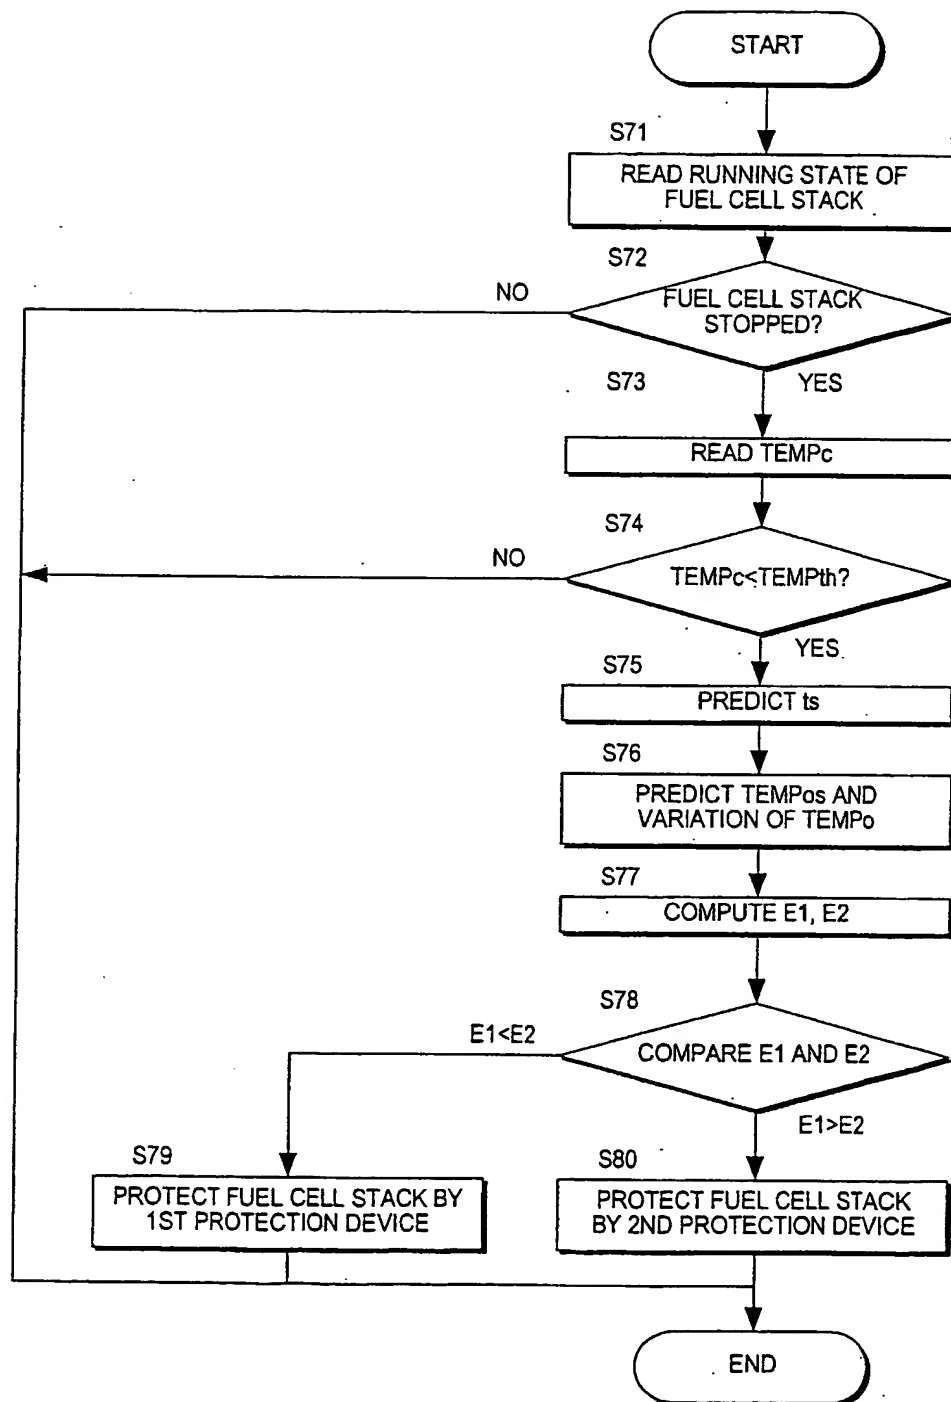 START
S71
READ RUNNING STATE OF
FUEL CELL STACK
S72
NO
FUEL CELL STACK
STOPPED?
S73
YES
READ TEMPc
S74
NO
TEMPc<TEMPth?
YES
S75
PREDICT ts
S76
PREDICT TEMPos AND
VARIATION OF TEMPo
S77
COMPUTE E1, E2
S78
E1<E2
COMPARE E1 AND E2
E1>E2
S79
S80
PROTECT FUEL CELL STACK BY
1ST PROTECTION DEVICE
PROTECT FUEL CELL STACK
BY 2ND PROTECTION DEVICE
END